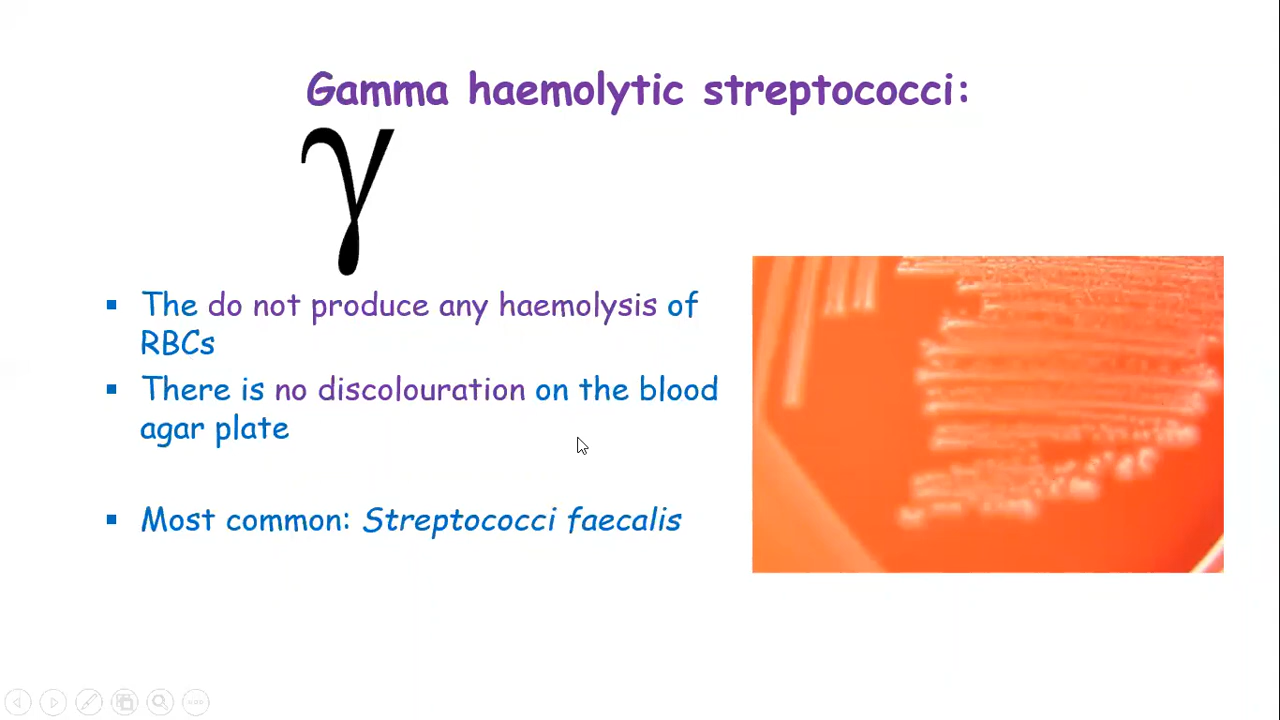 Gamma haemolytic streptococci:
γ
▪ The do not produce any haemolysis of
RBCs
▪ There is no discolouration on the blood
agar plate
▪ Most common: Streptococci faecalis